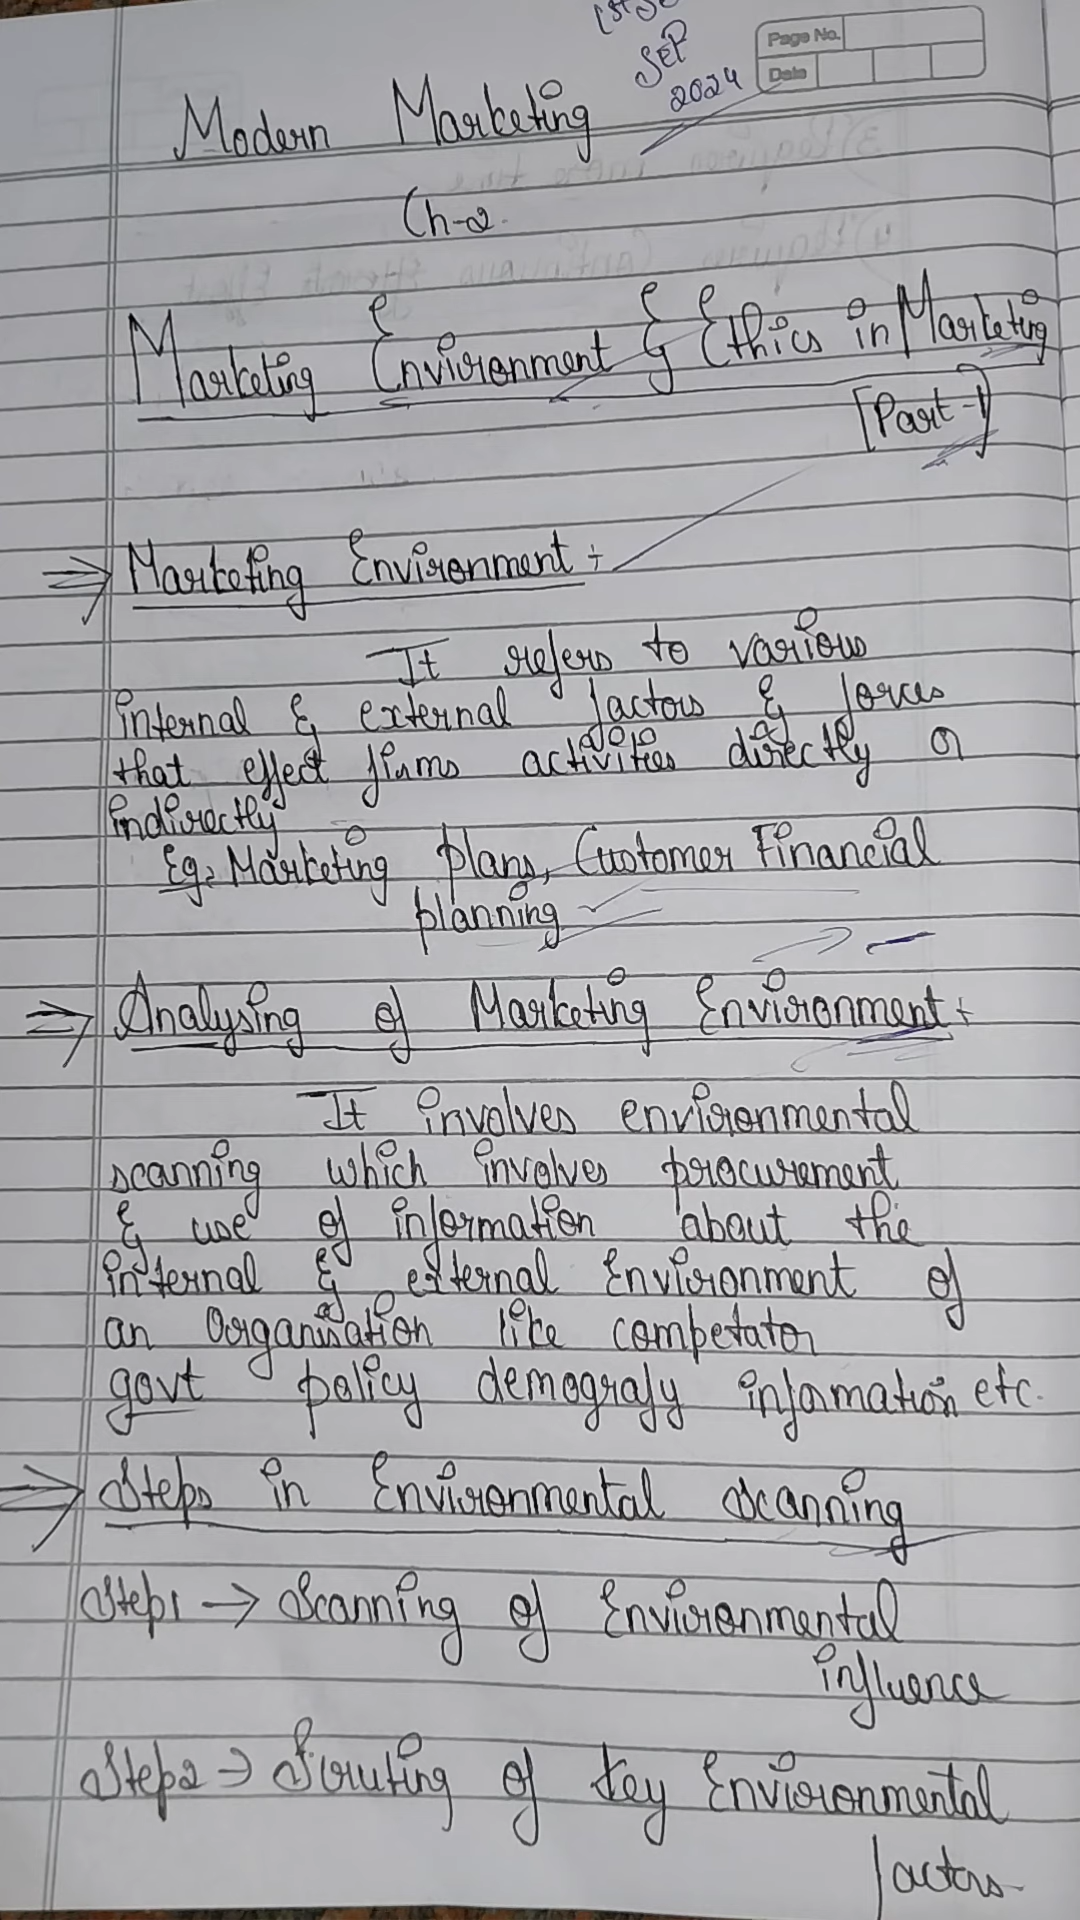 SEP
2024
Page No.
Date
Modern Marketing
Ch-2.
Marketing Environment & Ethics in Marketing
[Part-1]
⇒ Marketing Environment÷
It refers to various
internal & external factors & forces
that effect firms activities directly or
indirectly
Eg: Marketing plans, Customer Financial
planning
⇒ Analysing of Marketing Environment÷
It involves environmental
scanning which involves procurement
& use of information about the
internal & external Environment of
an Organisation like competator
govt policy demografy information etc.
⇒ Steps in Environmental scanning
Step1 → Scanning of Environmental
influence
Step2 → of key Environmental
factors